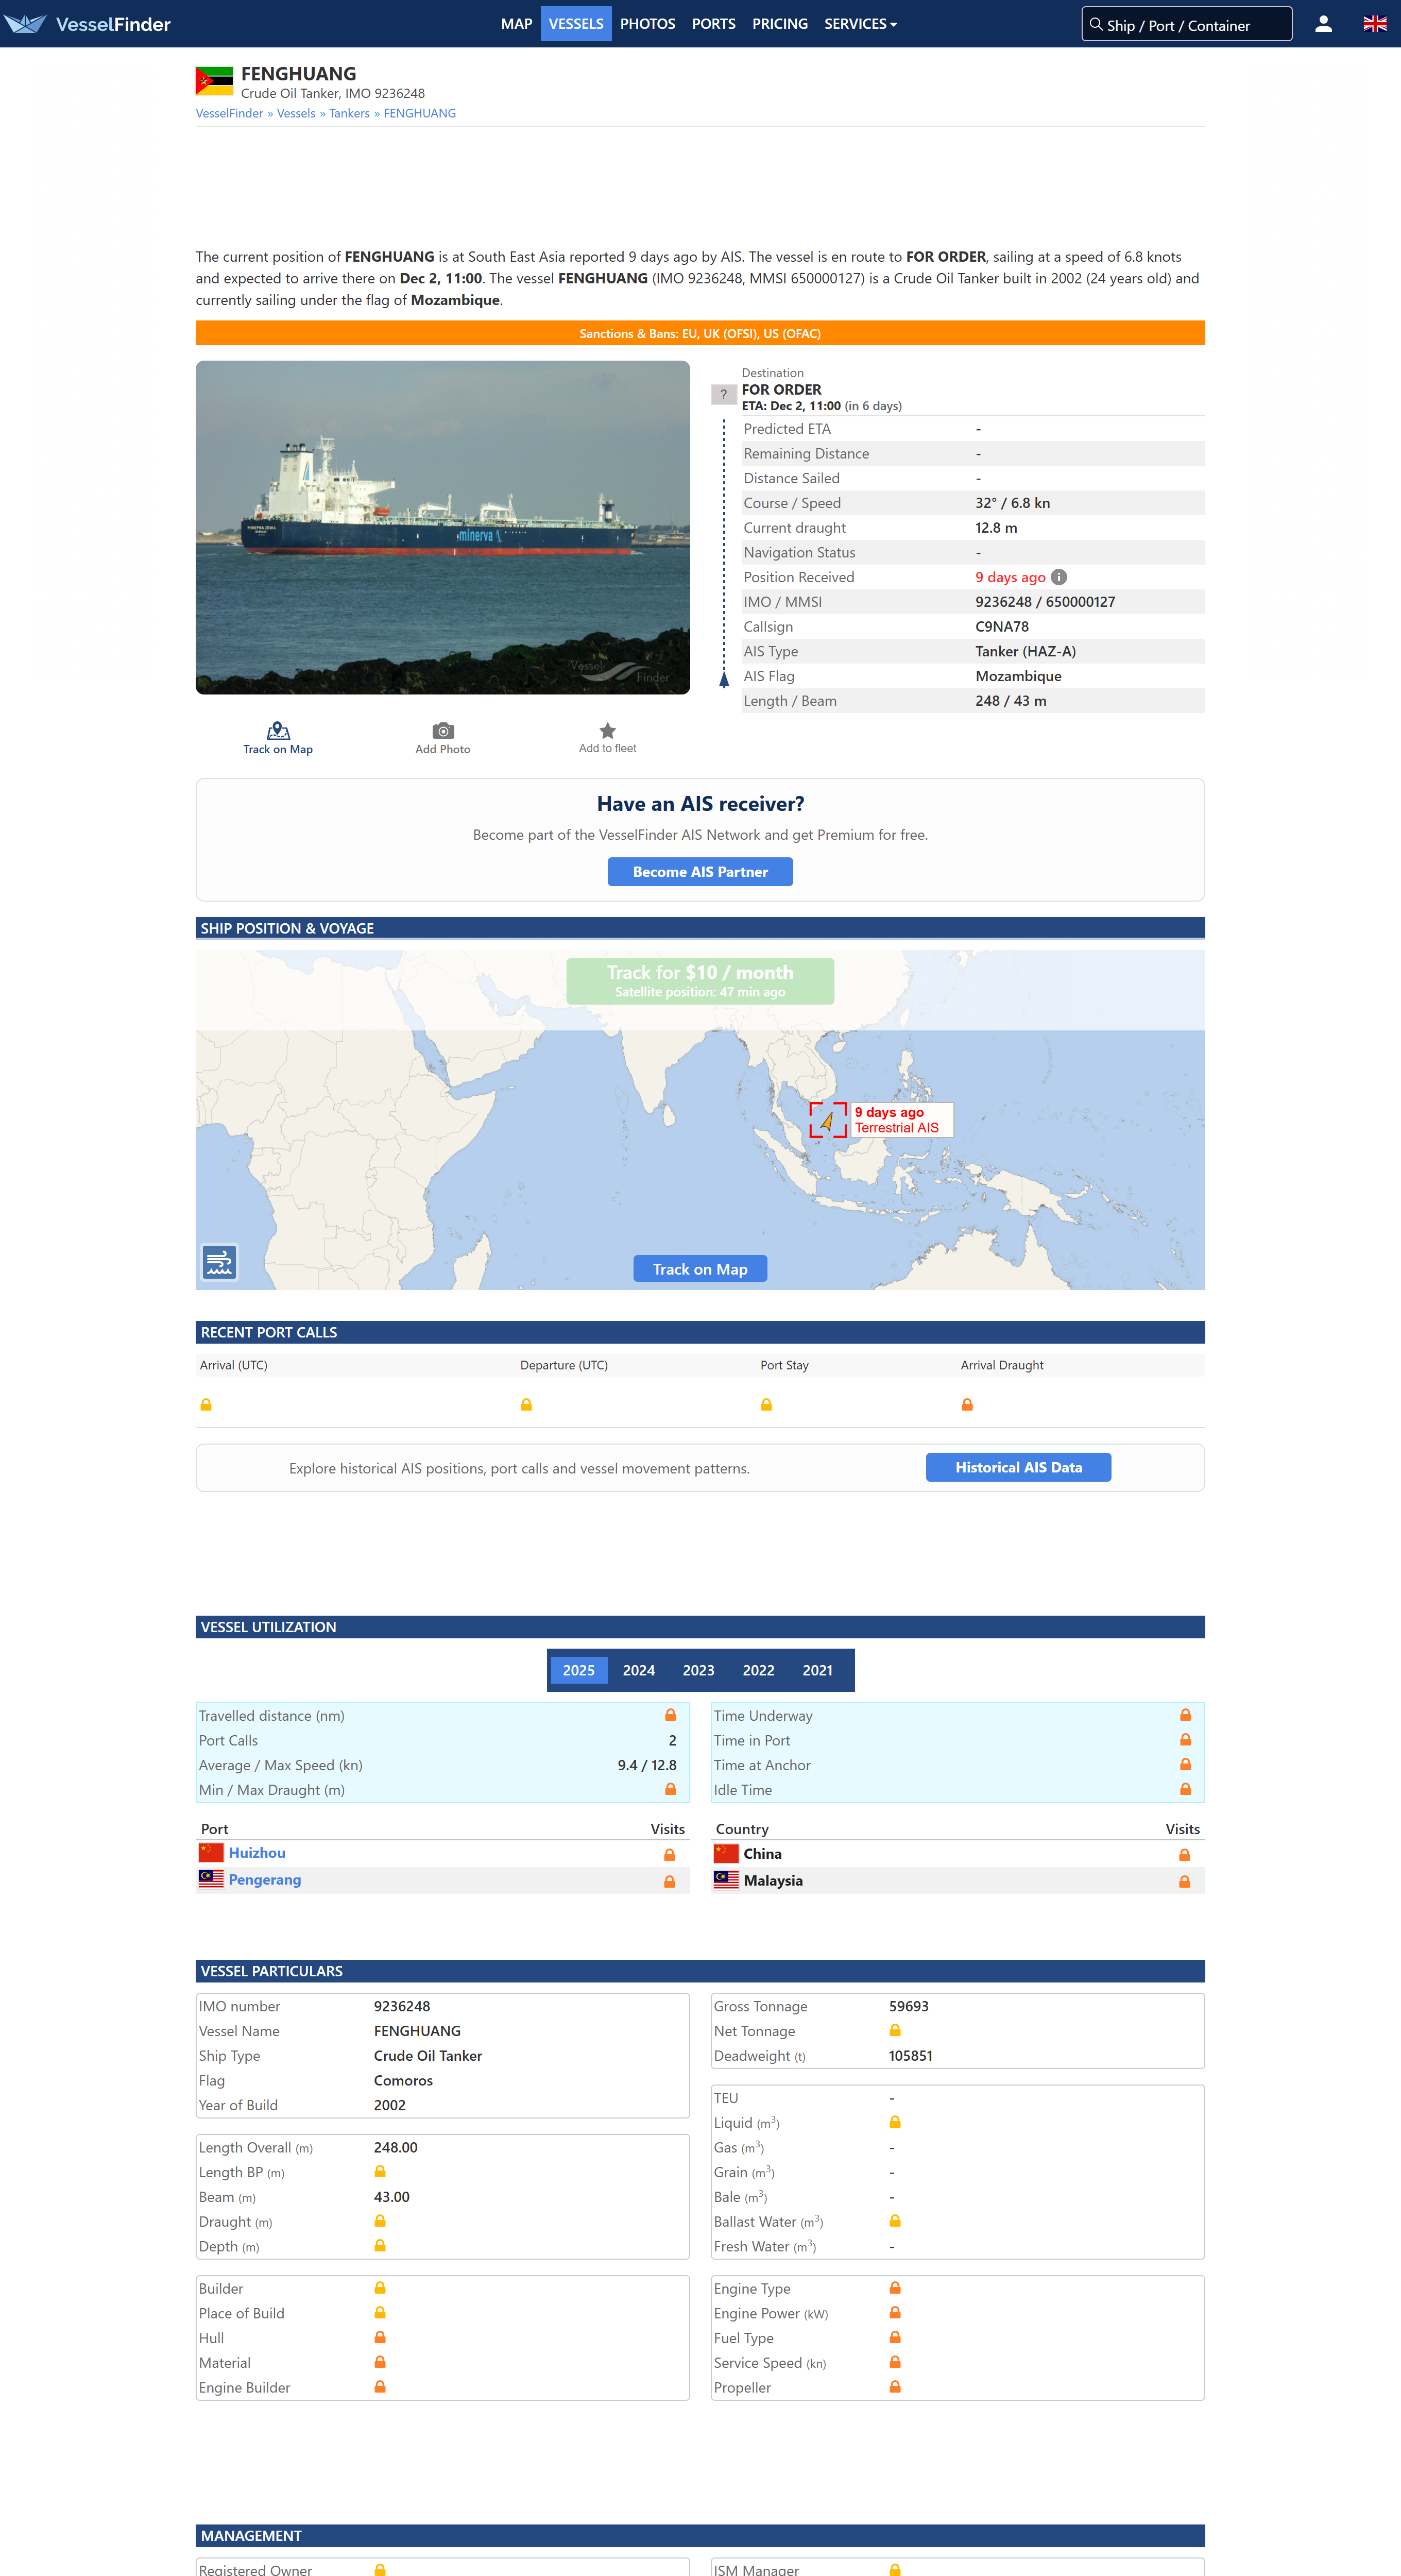 VesselFinder
MAP VESSELS PHOTOS PORTS PRICING SERVICES
Ship / Port / Container
FENGHUANG
Crude Oil Tanker, IMO 9236248
VesselFinder » Vessels » Tankers » FENGHUANG
The current position of FENGHUANG is at South East Asia reported 9 days ago by AIS. The vessel is en route to FOR ORDER, sailing at a speed of 6.8 knots
and expected to arrive there on Dec 2, 11:00. The vessel FENGHUANG (IMO 9236248, MMSI 650000127) is a Crude Oil Tanker built in 2002 (24 years old) and
currently sailing under the flag of Mozambique.
Sanctions & Bans: EU, UK (OFSI), US (OFAC)
minerva
Vessel
Finder
Destination
?
FOR ORDER
ETA: Dec 2, 11:00 (in 6 days)
Predicted ETA -
Remaining Distance -
Distance Sailed -
Course / Speed 32° / 6.8 kn
Current draught 12.8 m
Navigation Status -
Position Received 9 days ago i
IMO / MMSI 9236248 / 650000127
Callsign C9NA78
AIS Type Tanker (HAZ-A)
AIS Flag Mozambique
Length / Beam 248 / 43 m
Track on Map
Add Photo
Add to fleet
Have an AIS receiver?
Become part of the VesselFinder AIS Network and get Premium for free.
Become AIS Partner
SHIP POSITION & VOYAGE
Track for $10 / month
Satellite position: 47 min ago
9 days ago
Terrestrial AIS
Track on Map
RECENT PORT CALLS
Arrival (UTC) Departure (UTC) Port Stay Arrival Draught
Explore historical AIS positions, port calls and vessel movement patterns.
Historical AIS Data
VESSEL UTILIZATION
2025 2024 2023 2022 2021
Travelled distance (nm)
Port Calls 2
Average / Max Speed (kn) 9.4 / 12.8
Min / Max Draught (m)
Time Underway
Time in Port
Time at Anchor
Idle Time
Port Visits
Huizhou
Pengerang
Country Visits
China
Malaysia
VESSEL PARTICULARS
IMO number 9236248
Vessel Name FENGHUANG
Ship Type Crude Oil Tanker
Flag Comoros
Year of Build 2002
Length Overall (m) 248.00
Length BP (m)
Beam (m) 43.00
Draught (m)
Depth (m)
Builder
Place of Build
Hull
Material
Engine Builder
Gross Tonnage 59693
Net Tonnage
Deadweight (t) 105851
TEU -
Liquid (m³)
Gas (m³) -
Grain (m³) -
Bale (m³) -
Ballast Water (m³)
Fresh Water (m³) -
Engine Type
Engine Power (kW)
Fuel Type
Service Speed (kn)
Propeller
MANAGEMENT
Registered Owner
ISM Manager